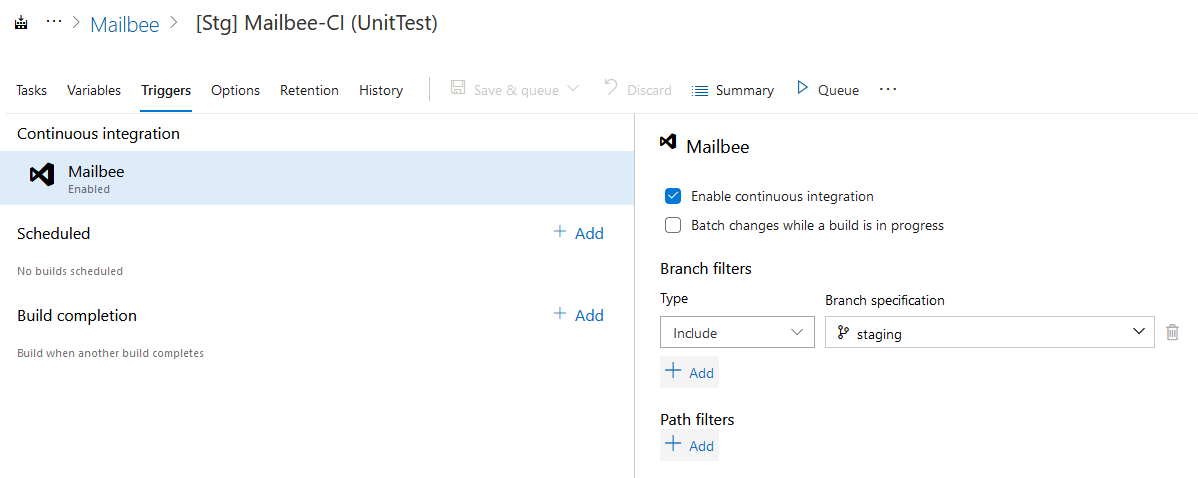 ··· > Mailbee > [Stg] Mailbee-CI (UnitTest)
Tasks Variables Triggers Options Retention History Save & queue Discard Summary Queue ···
Continuous integration
Mailbee
Enabled
Scheduled + Add
No builds scheduled
Build completion + Add
Build when another build completes
Mailbee
Enable continuous integration
Batch changes while a build is in progress
Branch filters
Type Branch specification
Include staging
+ Add
Path filters
+ Add